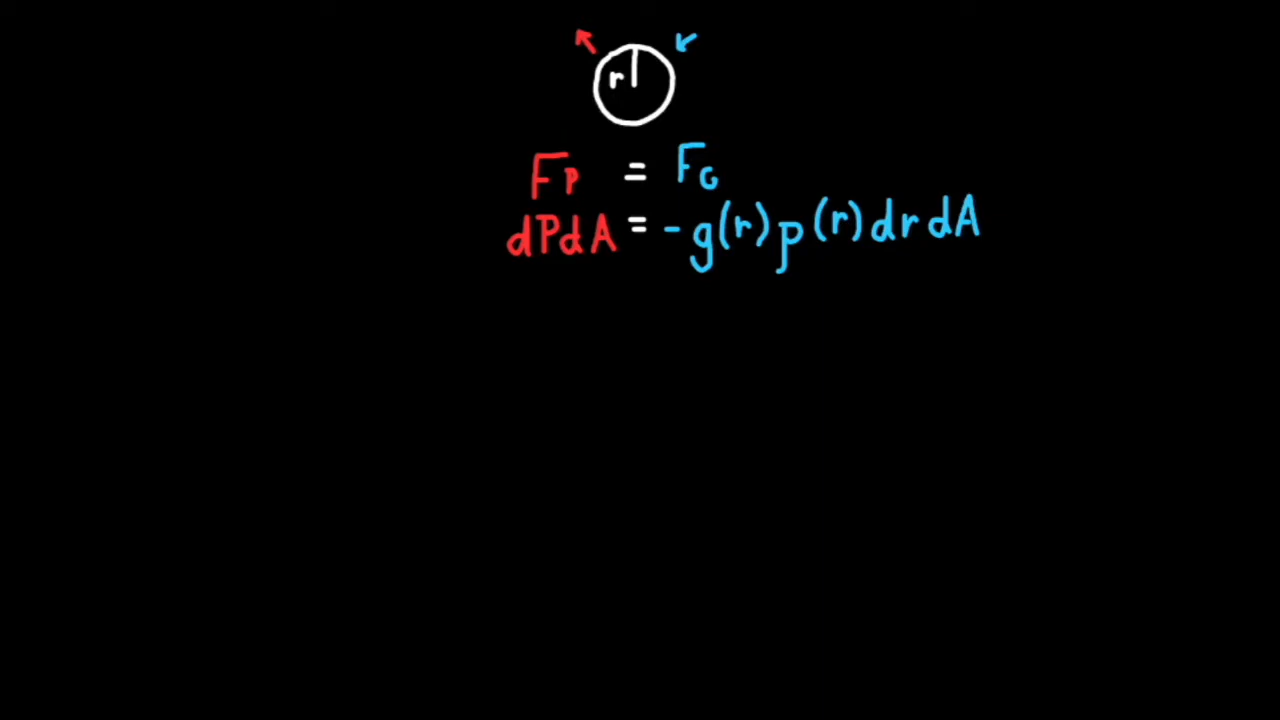 r
Fp = FG
dPdA = -g(r)p(r)drdA